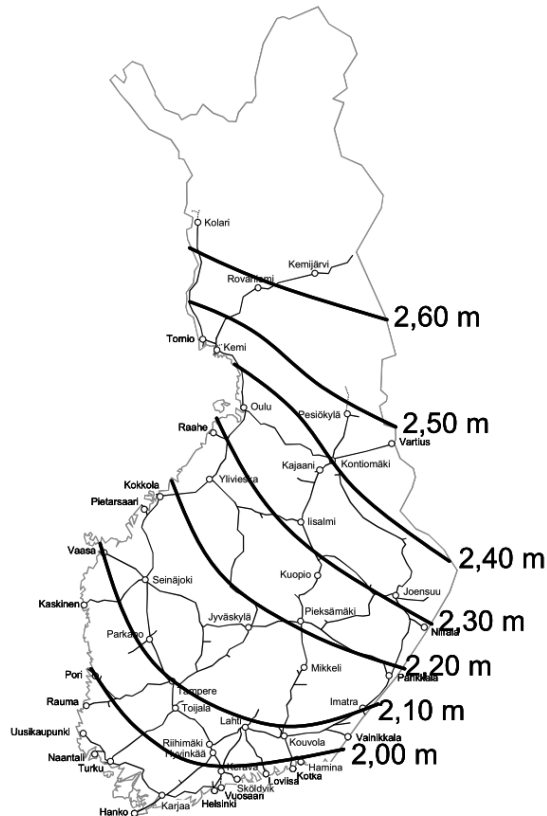 Kolari
Kemijärvi
Rovaniemi
2,60 m
Tornio
Kemi
2,50 m
Oulu
Pesiökylä
Raahe
Vartius
Kajaani
Kontiomäki
Ylivieska
Kokkola
Pietarsaari
Iisalmi
2,40 m
Vaasa
Seinäjoki
Kuopio
Joensuu
Kaskinen
Jyväskylä
Pieksämäki
2,30 m
Niirala
Parkano
2,20 m
Pori
Mikkeli
Parikkala
Tampere
Rauma
Toijala
Imatra
2,10 m
Lahti
Uusikaupunki
Riihimäki
Kouvola
Vainikkala
Hyvinkää
2,00 m
Naantali
Turku
Kerava
Hamina
Loviisa
Kotka
Sköldvik
Vuosaari
Helsinki
Karjaa
Hanko